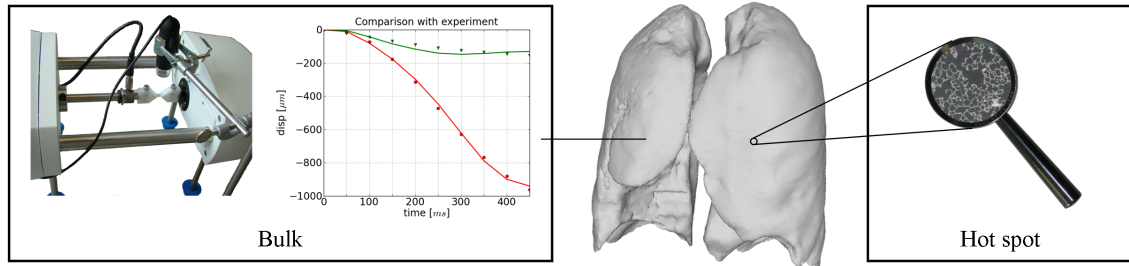 Comparison with experiment
0
−200
−400
−600
−800
−1000
disp [μm]
0 100 200 300 400
time [ms]
Bulk
Hot spot